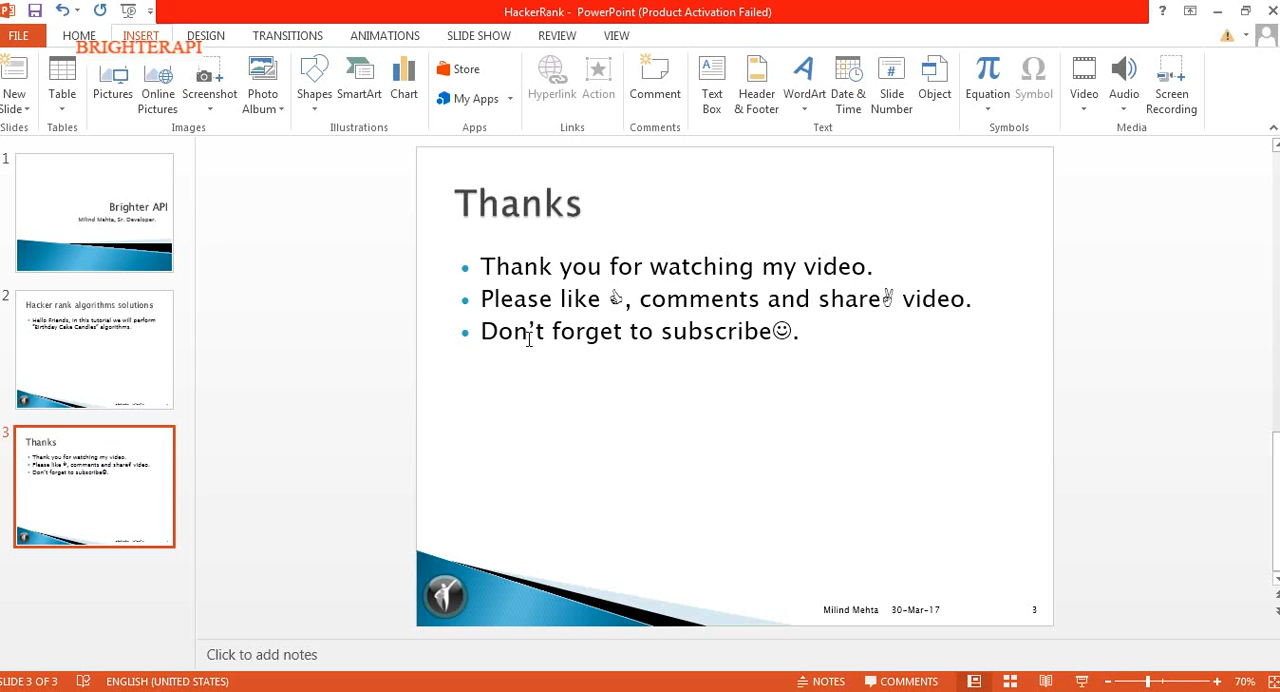 HackerRank - PowerPoint (Product Activation Failed)
?
FILE HOME INSERT DESIGN TRANSITIONS ANIMATIONS SLIDE SHOW REVIEW VIEW
BRIGHTERAPI
New Slide
Table
Pictures
Online Pictures
Screenshot
Photo Album
Shapes
SmartArt
Chart
Store
My Apps
Hyperlink
Action
Comment
Text Box
Header & Footer
WordArt
Date & Time
Slide Number
Object
Equation
Symbol
Video
Audio
Screen Recording
Slides Tables Images Illustrations Apps Links Comments Text Symbols Media
1
Brighter API
Milind Mehta, Sr. Developer.
2
Hacker rank algorithms solutions
• Hello Friends, in this tutorial we will perform
"Birthday Cake Candles" algorithms.
3
Thanks
• Thank you for watching my video.
• Please like 👍, comments and share✌ video.
• Don't forget to subscribe☺.
Thanks
• Thank you for watching my video.
• Please like 👍, comments and share✌ video.
• Don't forget to subscribe☺.
Milind Mehta 30-Mar-17 3
Click to add notes
SLIDE 3 OF 3 ENGLISH (UNITED STATES) NOTES COMMENTS 70%